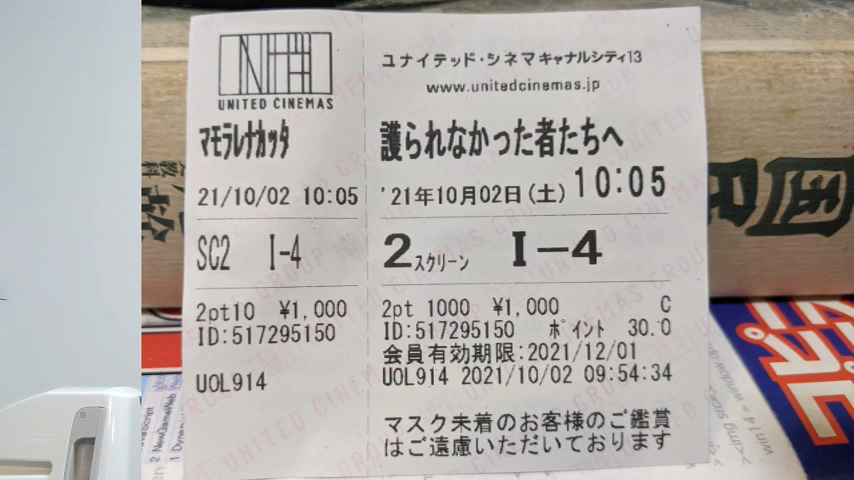 UNITED CINEMAS
マモラレナカッタ
21/10/02 10:05
SC2 I-4
2pt10 ¥1,000
ID:517295150
UOL914
ユナイテッド・シネマキャナルシティ13
www.unitedcinemas.jp
護られなかった者たちへ
'21年10月02日(土) 10:05
2スクリーン I-4
2pt 1000 ¥1,000 C
ID:517295150 ポイント 30.0
会員有効期限:2021/12/01
UOL914 2021/10/02 09:54:34
マスク未着のお客様のご鑑賞
はご遠慮いただいております
2 NewGameWeb